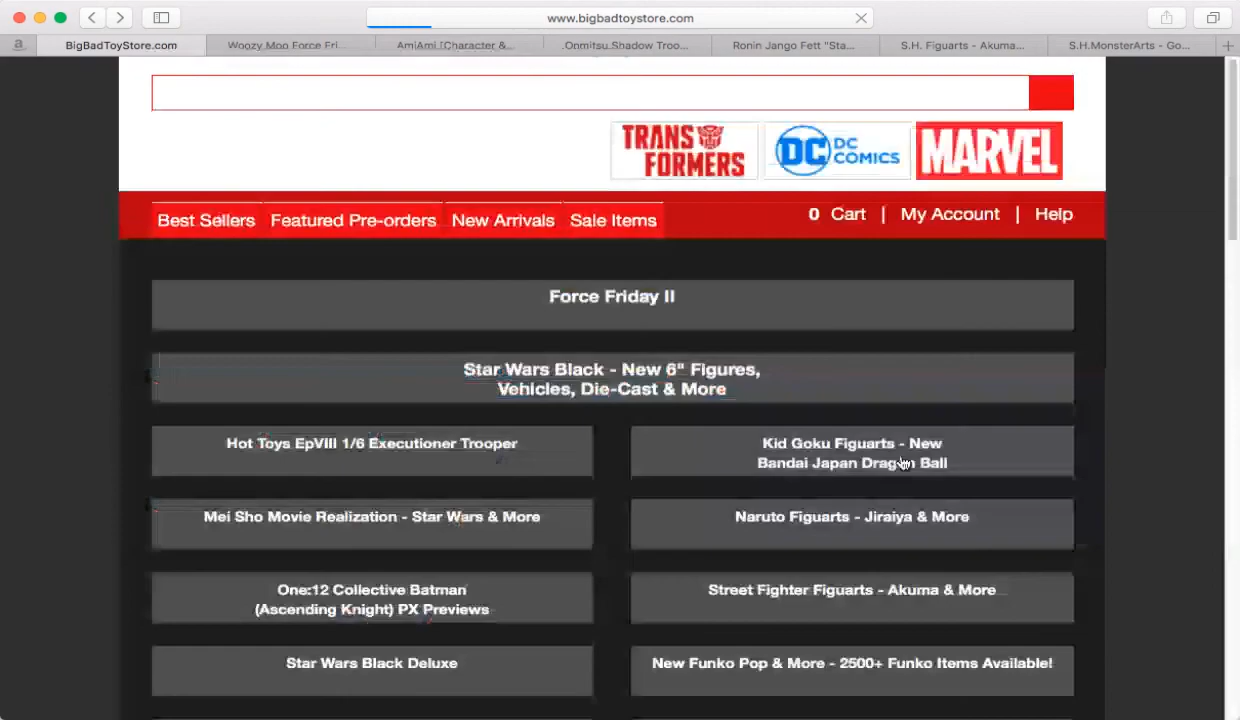 www.bigbadtoystore.com
a
BigBadToyStore.com
Woozy Moo Force Fri...
AmiAmi [Character &...
.Onmitsu Shadow Troo...
Ronin Jango Fett "Sta...
S.H. Figuarts - Akuma...
S.H.MonsterArts - Go...
TRANSFORMERS
DC DC COMICS
MARVEL
Best Sellers
Featured Pre-orders
New Arrivals
Sale Items
0 Cart | My Account | Help
Force Friday II
Star Wars Black - New 6" Figures,
Vehicles, Die-Cast & More
Hot Toys EpVIII 1/6 Executioner Trooper
Kid Goku Figuarts - New
Bandai Japan Dragon Ball
Mei Sho Movie Realization - Star Wars & More
Naruto Figuarts - Jiraiya & More
One:12 Collective Batman
(Ascending Knight) PX Previews
Street Fighter Figuarts - Akuma & More
Star Wars Black Deluxe
New Funko Pop & More - 2500+ Funko Items Available!